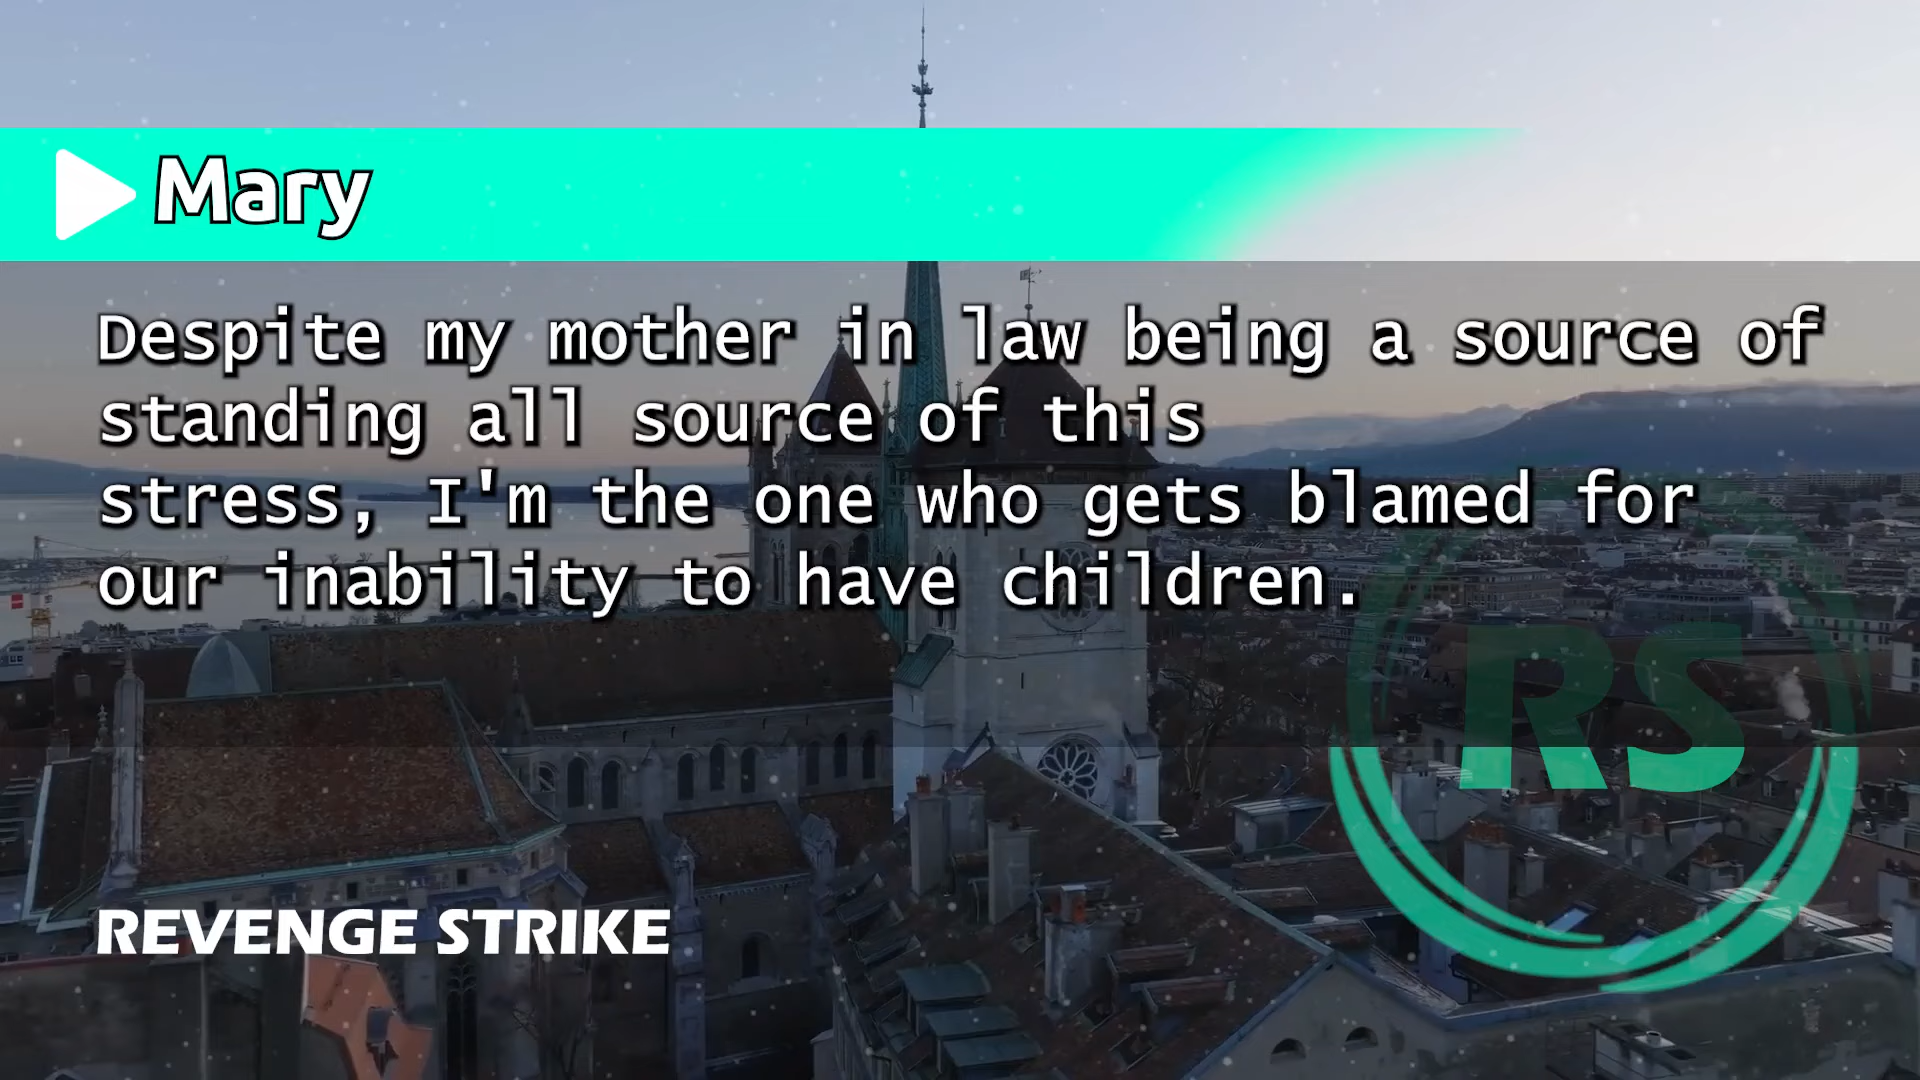 Mary
Despite my mother in law being a source of
standing all source of this
stress, I'm the one who gets blamed for
our inability to have children.
RS
REVENGE STRIKE